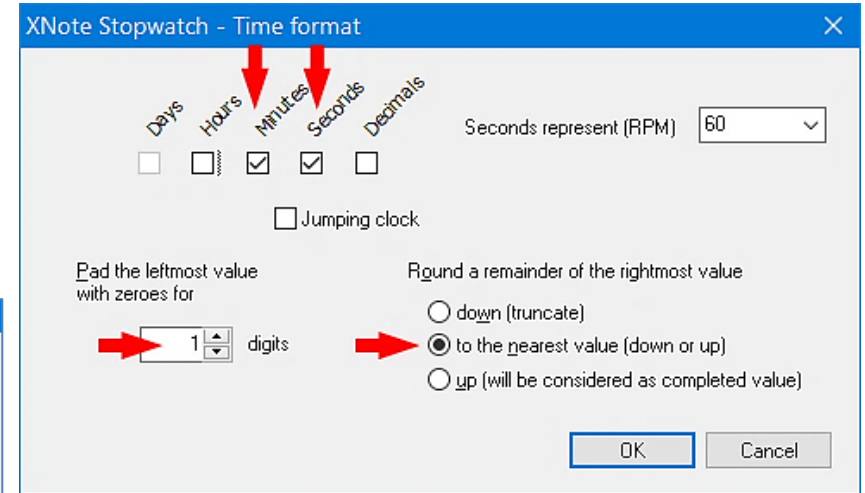 XNote Stopwatch - Time format
Days
Hours
Minutes
Seconds
Decimals
Seconds represent (RPM) 60
Jumping clock
Pad the leftmost value
with zeroes for
1 digits
Round a remainder of the rightmost value
down (truncate)
to the nearest value (down or up)
up (will be considered as completed value)
OK Cancel